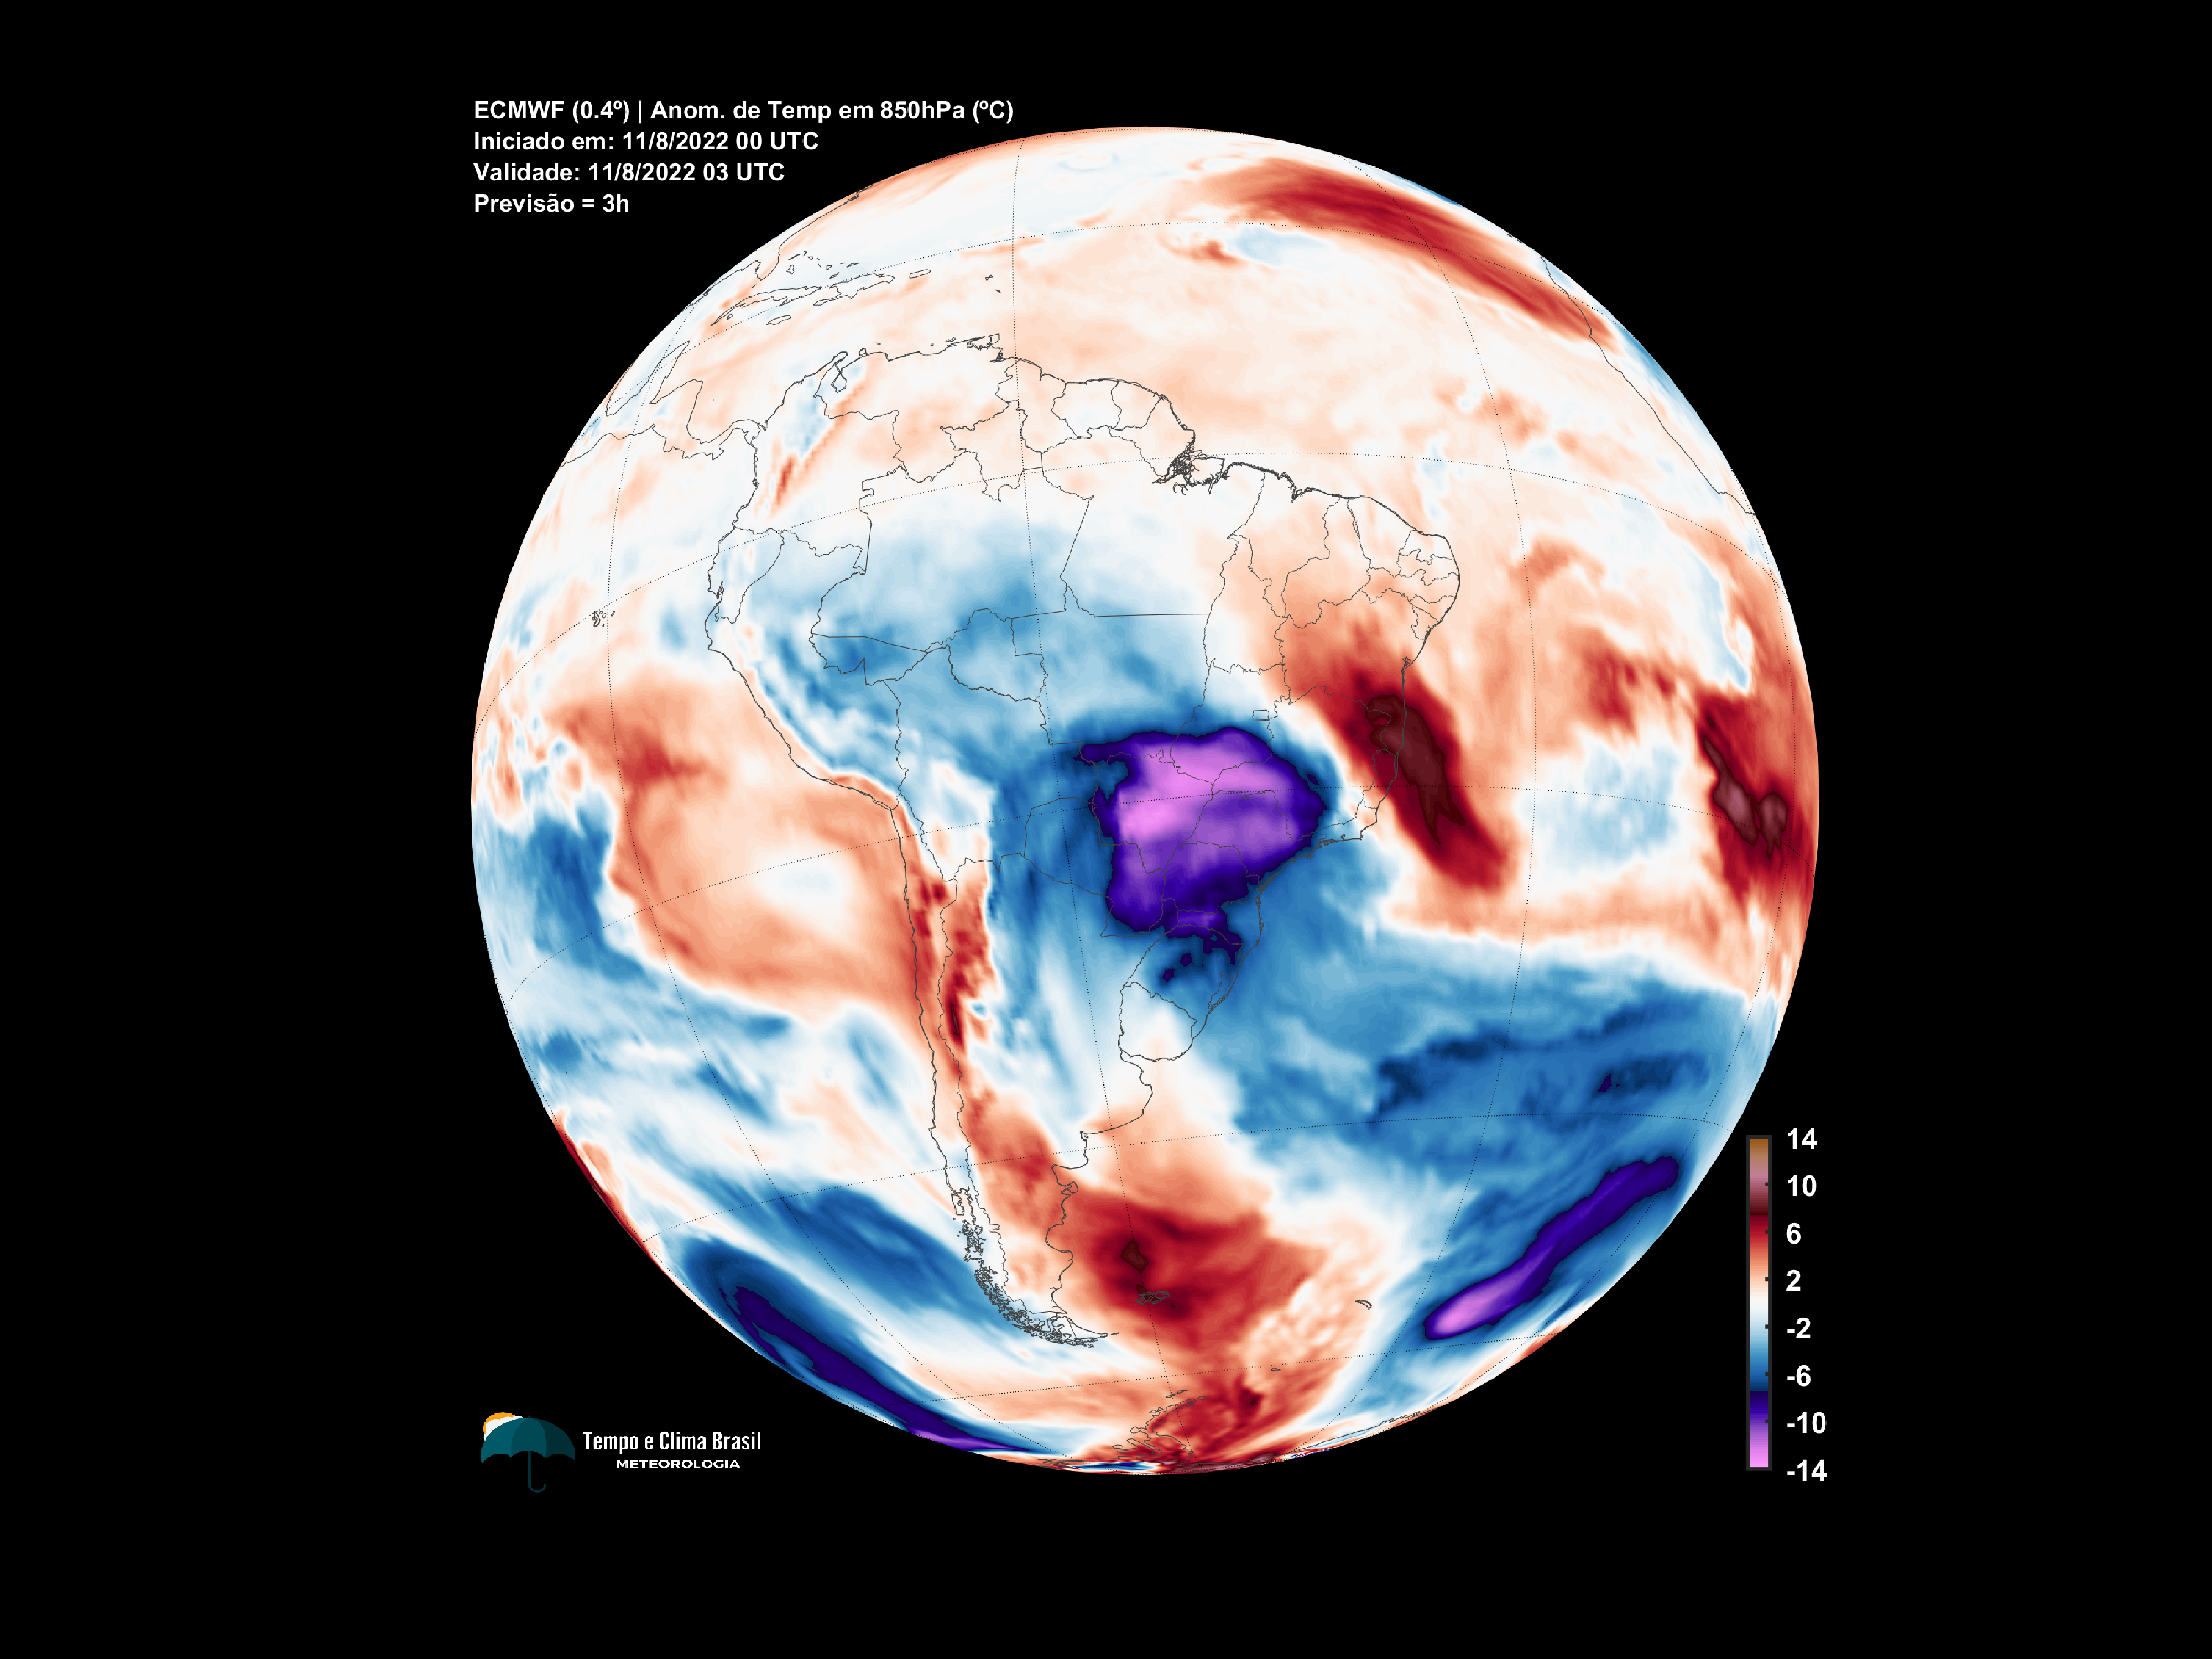 ECMWF (0.4º) | Anom. de Temp em 850hPa (ºC)
Iniciado em: 11/8/2022 00 UTC
Validade: 11/8/2022 03 UTC
Previsão = 3h
14
10
6
2
-2
-6
-10
-14
Tempo e Clima Brasil
METEOROLOGIA